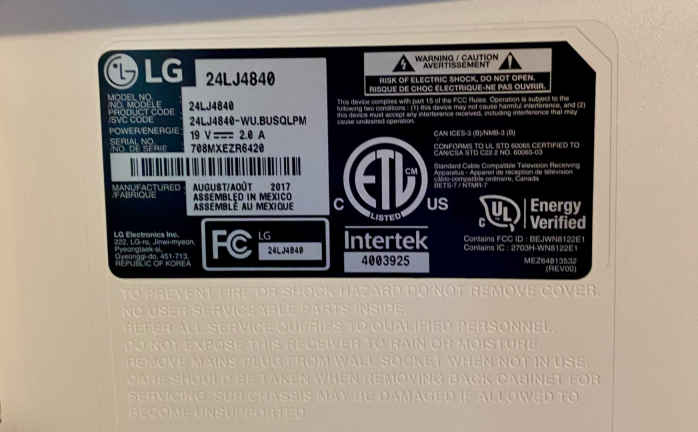 LG
24LJ4840
MODEL NO.
/NO. MODÈLE : 24LJ4840
PRODUCT CODE
/SVC CODE : 24LJ4840-WU.BUSQLPM
POWER/ENERGIE : 19 V 2.0 A
SERIAL NO.
/NO. DE SÉRIE : 708MXEZR6420
MANUFACTURED : AUGUST/AOÛT 2017
/FABRIQUÉ ASSEMBLED IN MEXICO
ASSEMBLÉ AU MEXIQUE
LG Electronics Inc.
222, LG-ro, Jinwi-myeon,
Pyeongtaek-si,
Gyeonggi-do, 451-713,
REPUBLIC OF KOREA
FC LG
24LJ4840
WARNING / CAUTION
AVERTISSEMENT
RISK OF ELECTRIC SHOCK, DO NOT OPEN.
RISQUE DE CHOC ÉLECTRIQUE-NE PAS OUVRIR.
This device complies with part 15 of the FCC Rules. Operation is subject to the
following two conditions : (1) this device may not cause harmful interference, and (2)
this device must accept any interference received, including interference that may
cause undesired operation.
CAN ICES-3 (B)/NMB-3 (B)
CONFORMS TO UL STD 60065 CERTIFIED TO
CAN/CSA STD C22.2 NO. 60065-03
Standard Cable Compatible Television Receiving
Apparatus - Appareil de réception de télévision
câble-compatible ordinaire, Canada
BETS-7 / NTMR-7
ETL CM
LISTED
C US
Intertek
4003925
c UL Energy
Verified
Contains FCC ID : BEJWN8122E1
Contains IC : 2703H-WN8122E1
MEZ64813532
(REV00)
TO PREVENT FIRE OR SHOCK HAZARD DO NOT REMOVE COVER.
NO USER SERVICEABLE PARTS INSIDE.
REFER ALL SERVICE QUERIES TO QUALIFIED PERSONNEL.
DO NOT EXPOSE THIS RECEIVER TO RAIN OR MOISTURE.
REMOVE MAINS PLUG FROM WALL SOCKET WHEN NOT IN USE.
CARE SHOULD BE TAKEN WHEN REMOVING BACK CABINET FOR
SERVICING. SUB CHASSIS MAY BE DAMAGED IF ALLOWED TO
BECOME UNSUPPORTED.